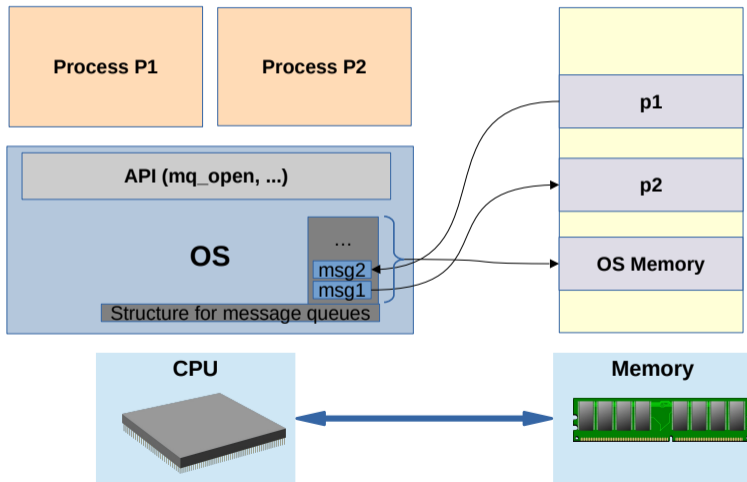 Process P1
Process P2
p1
p2
OS Memory
API (mq_open, ...)
OS
...
msg2
msg1
Structure for message queues
CPU
Memory